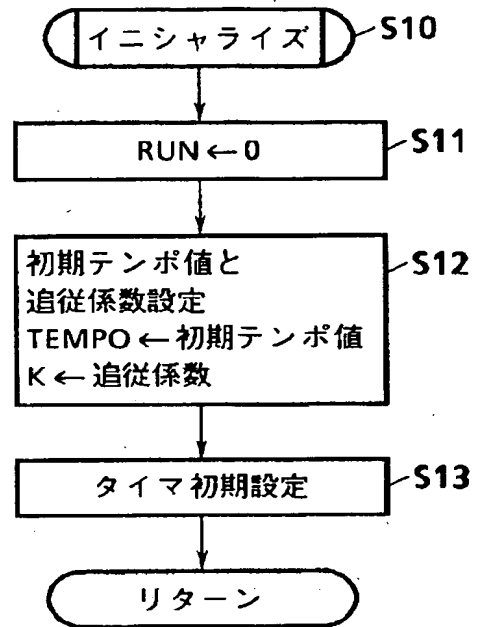 イニシャライズ
S10
RUN←0
S11
初期テンポ値と
追従係数設定
TEMPO←初期テンポ値
K←追従係数
S12
タイマ初期設定
S13
リターン